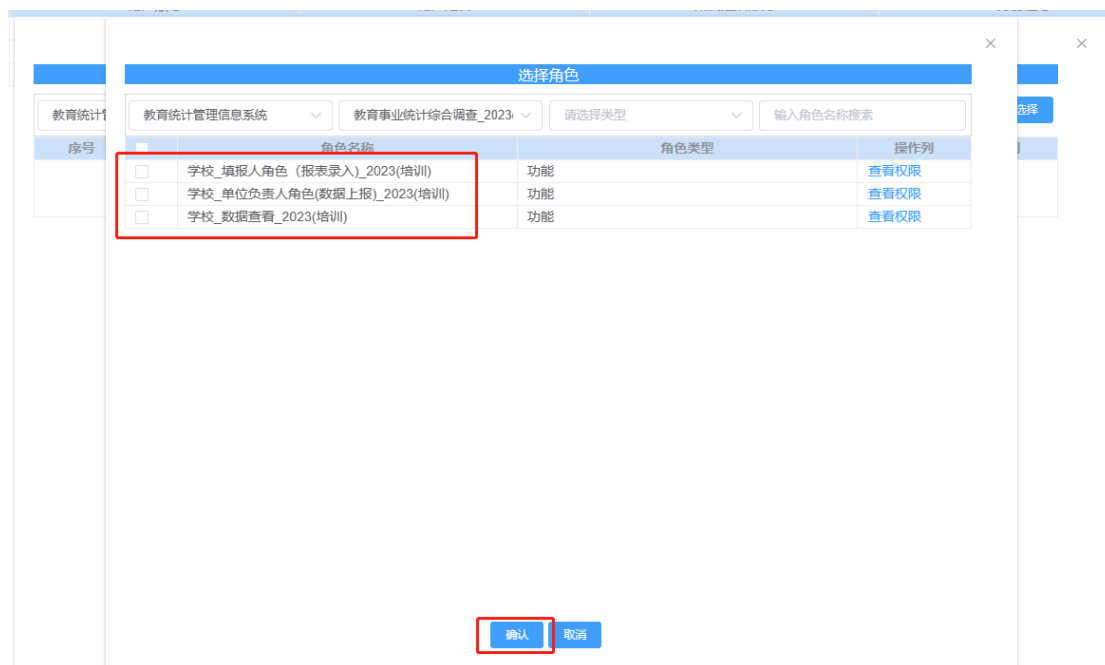 选择角色
教育统计 教育统计管理信息系统 教育事业统计综合调查_2023 请选择类型 输入角色名称搜索 选择
序号 角色名称 角色类型 操作列
学校_填报人角色（报表录入)_2023(培训) 功能 查看权限
学校_单位负责人角色(数据上报)_2023(培训) 功能 查看权限
学校_数据查看_2023(培训) 功能 查看权限
确认 取消